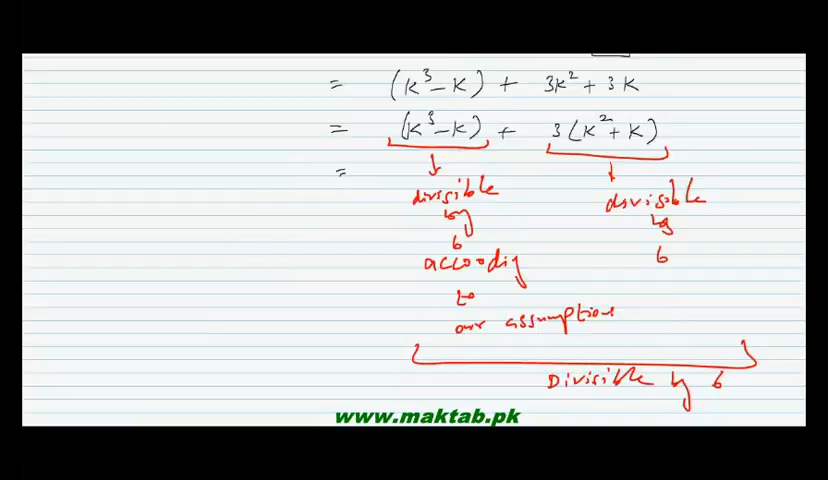 = (K³ – K) + 3K² + 3K
= (K³ – K) + 3(K² + K)
=
divisible by 6 according to our assumption
divisible by 6
Divisible by 6
www.maktab.pk